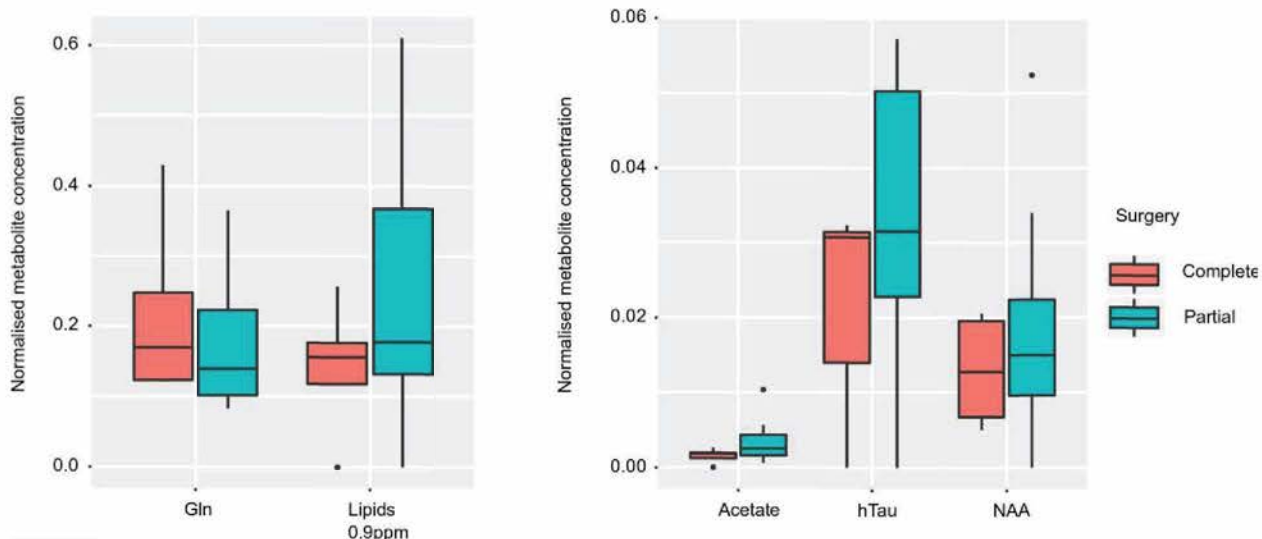 Normalised metabolite concentration
0.6
0.4
0.2
0.0
Gln
Lipids
0.9ppm
Normalised metabolite concentration
0.06
0.04
0.02
0.00
Acetate
hTau
NAA
Surgery
Complete
Partial